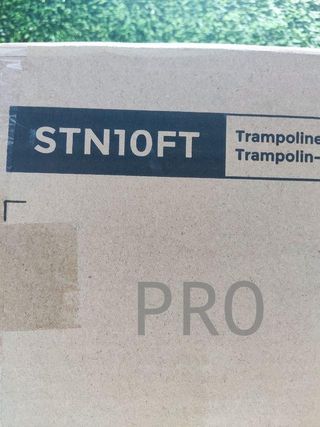 STN10FT
Trampoline
Trampolin-
PRO